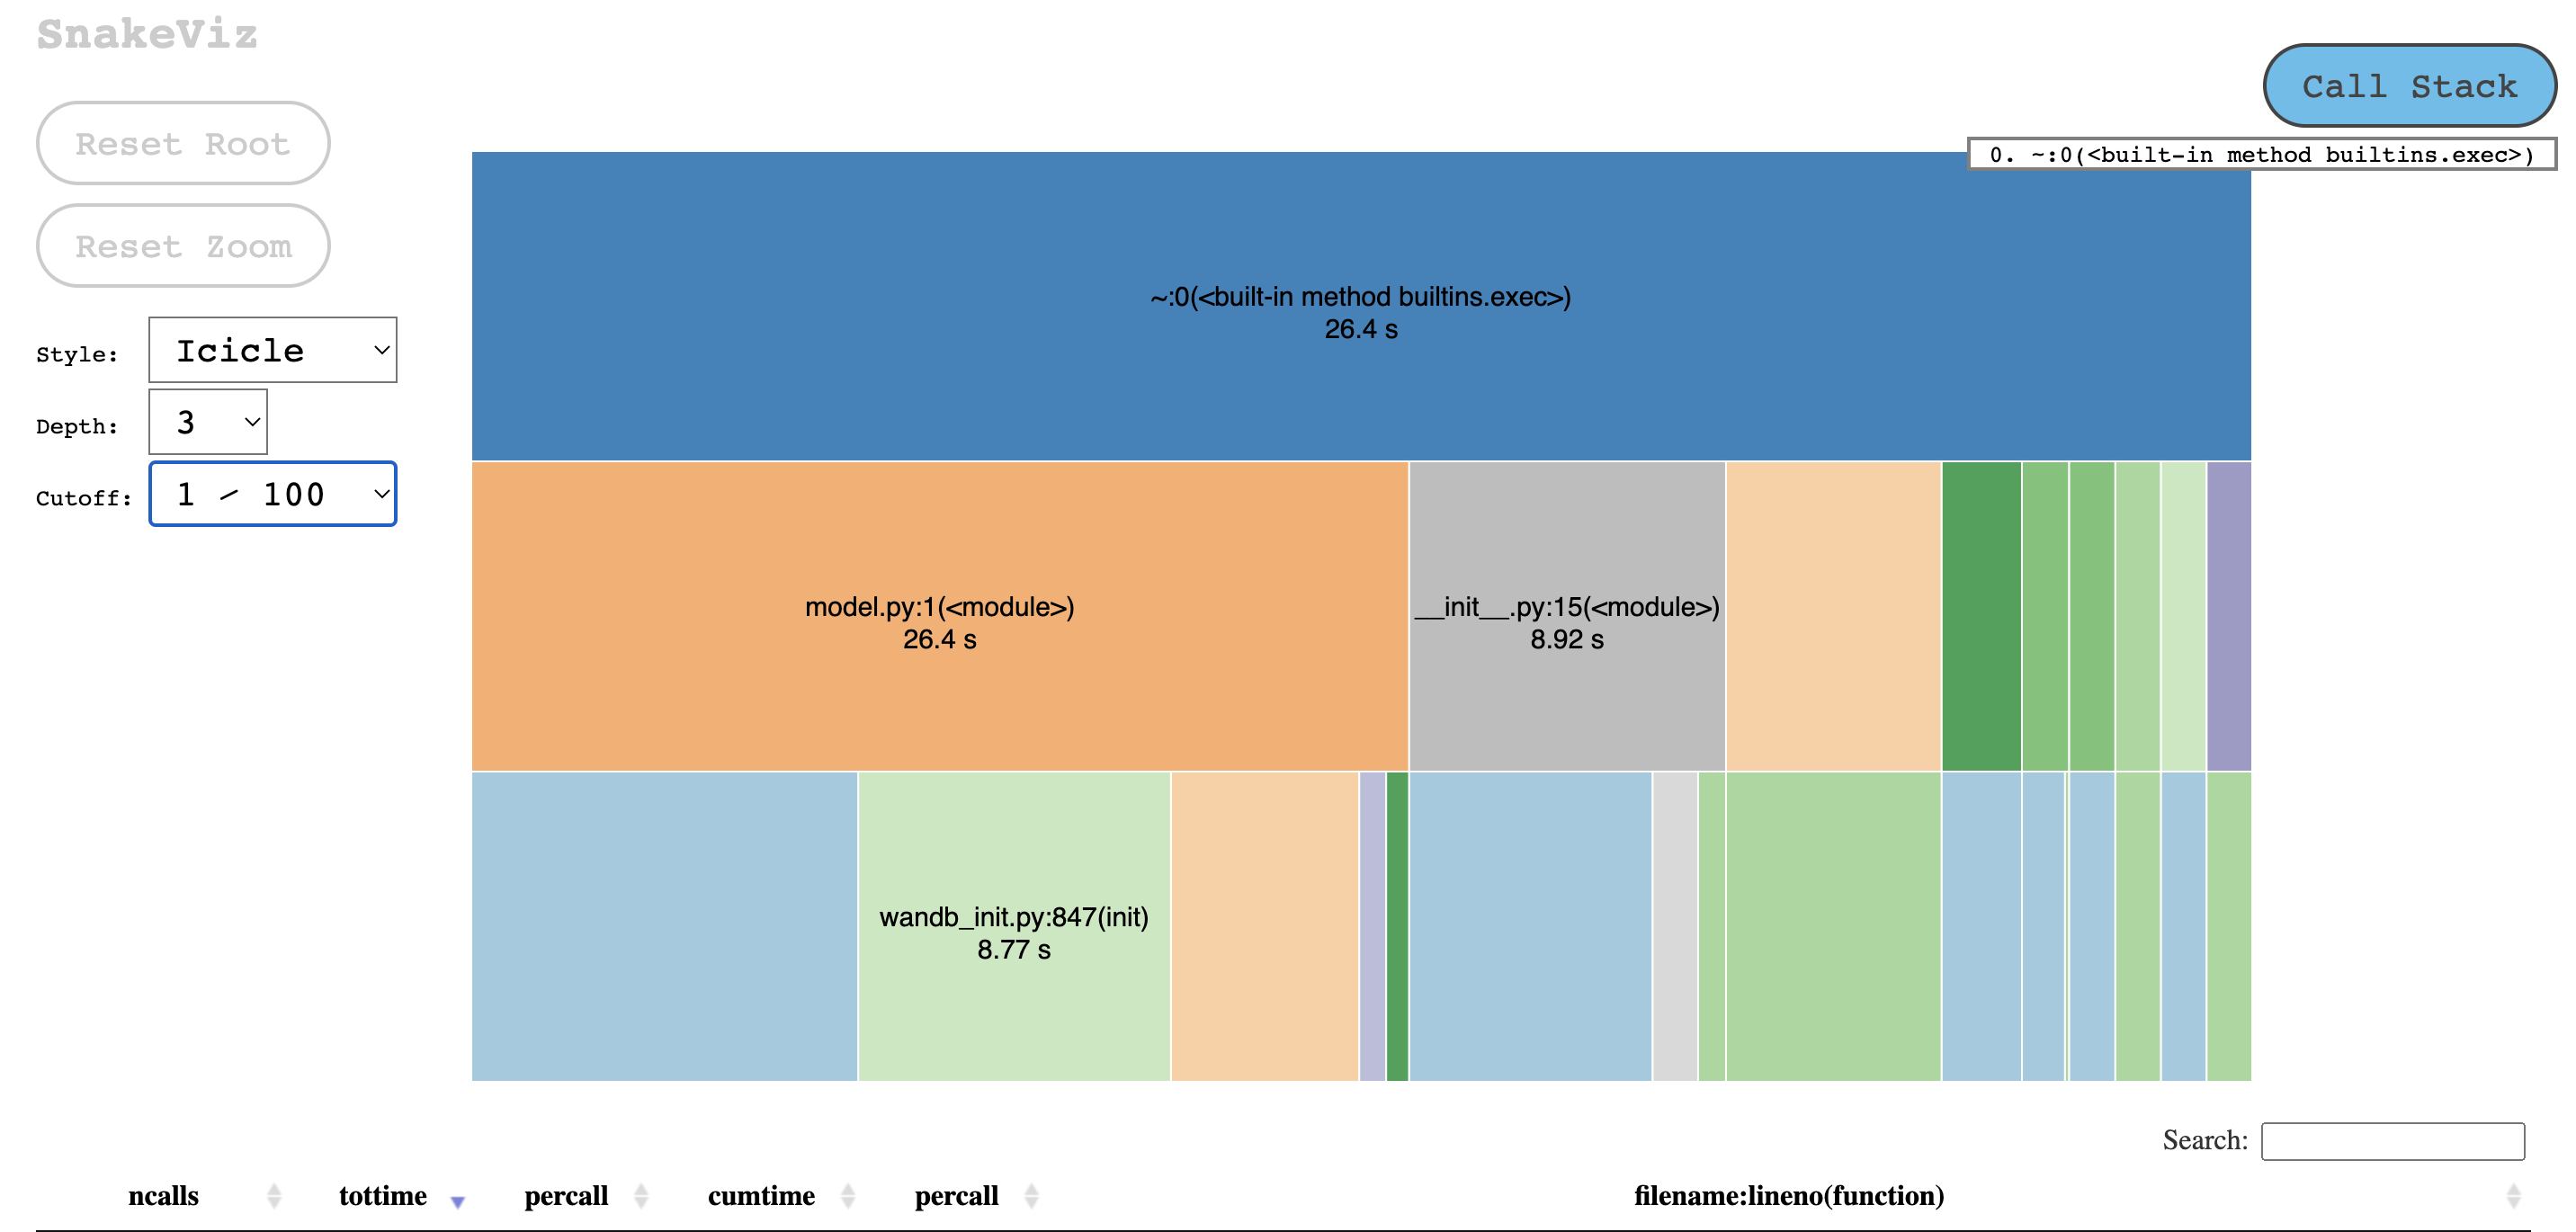 SnakeViz
Call Stack
Reset Root
0. ~:0(<built-in method builtins.exec>)
Reset Zoom
~:0(<built-in method builtins.exec>)
26.4 s
Style: Icicle
Depth: 3
Cutoff: 1 / 100
model.py:1(<module>)
26.4 s
__init__.py:15(<module>)
8.92 s
wandb_init.py:847(init)
8.77 s
Search:
ncalls tottime percall cumtime percall filename:lineno(function)